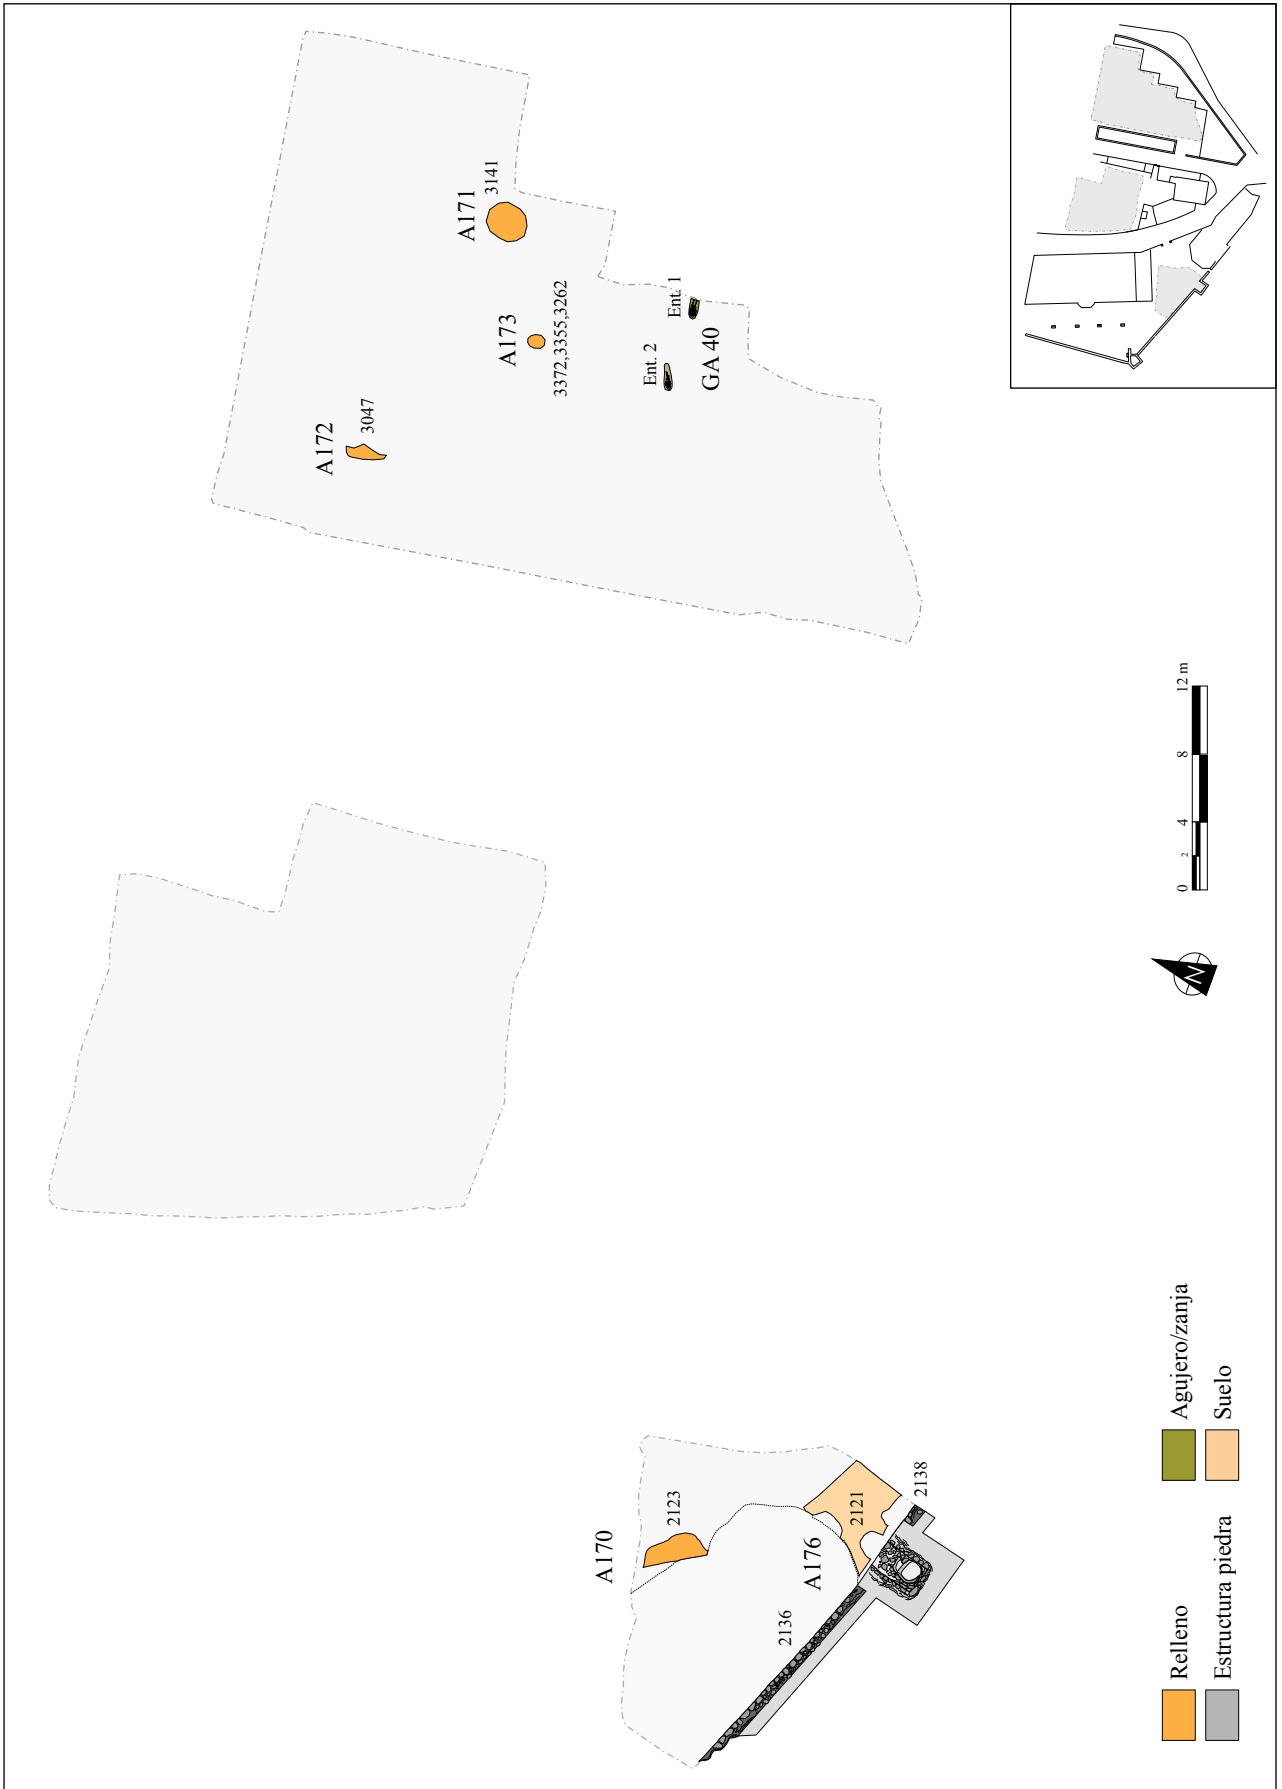 A170
2123
A176
2121
2136
2138
A172
3047
A173
3372,3355,3262
A171
3141
Ent. 2
Ent. 1
GA 40
N
0 2 4 8 12 m
Relleno
Agujero/zanja
Estructura piedra
Suelo